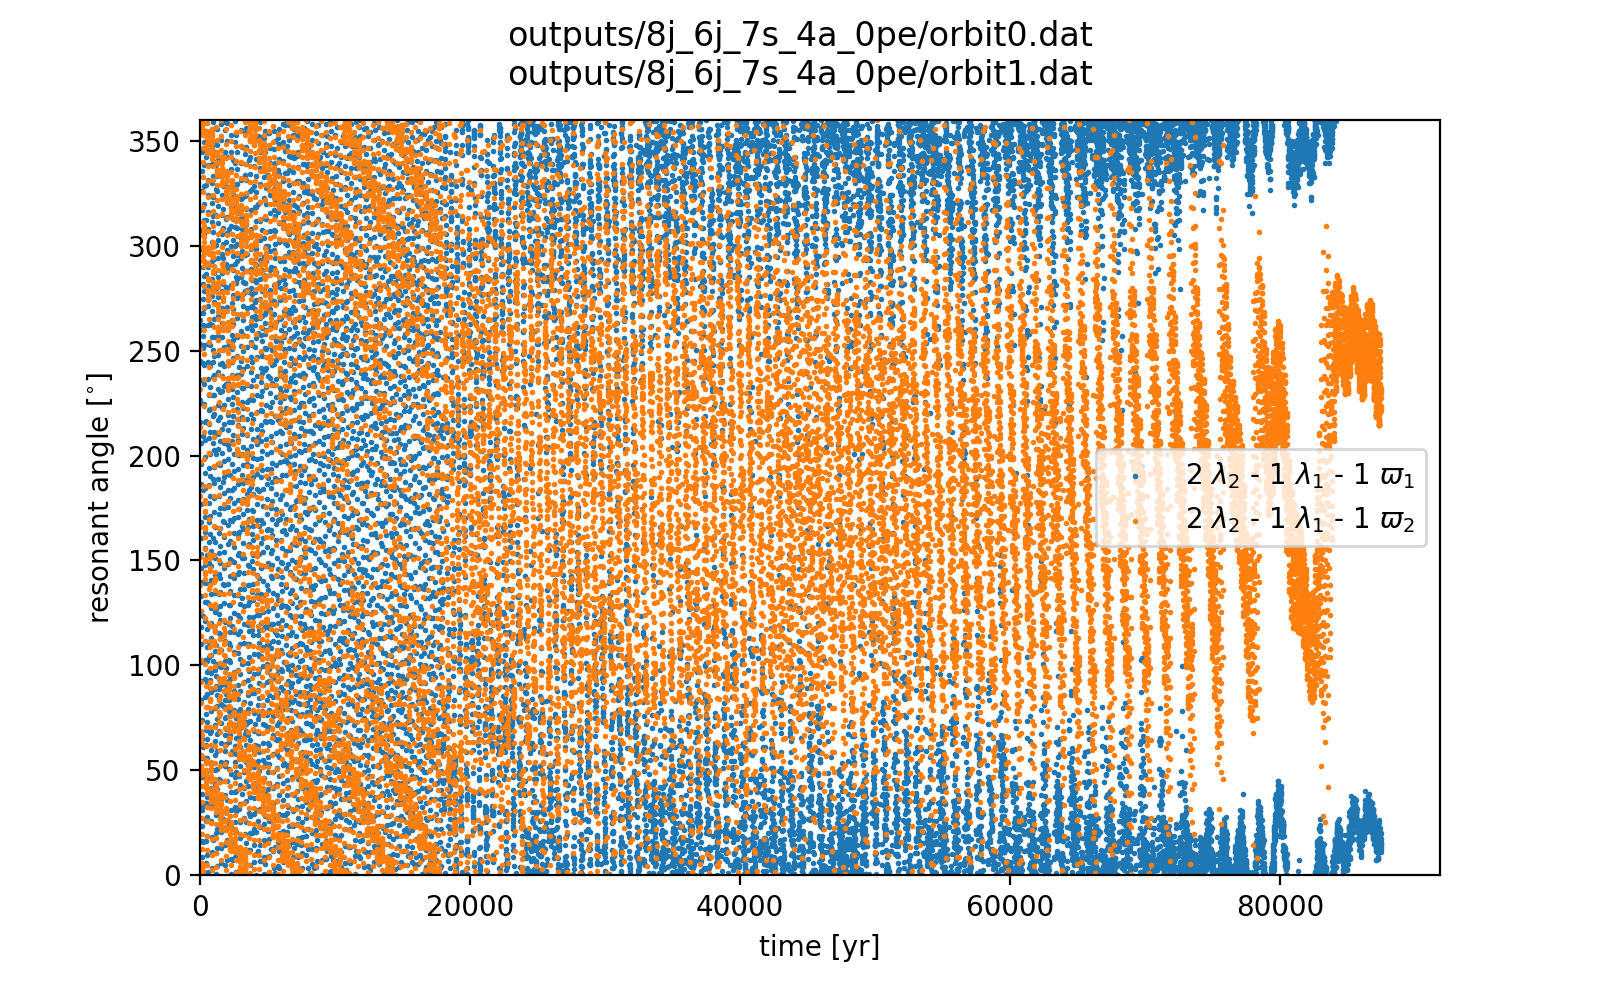 outputs/8j_6j_7s_4a_0pe/orbit0.dat
outputs/8j_6j_7s_4a_0pe/orbit1.dat
350
300
250
200
150
100
50
0
resonant angle [°]
2 λ₂ - 1 λ₁ - 1 ϖ₁
2 λ₂ - 1 λ₁ - 1 ϖ₂
0
20000
40000
60000
80000
time [yr]